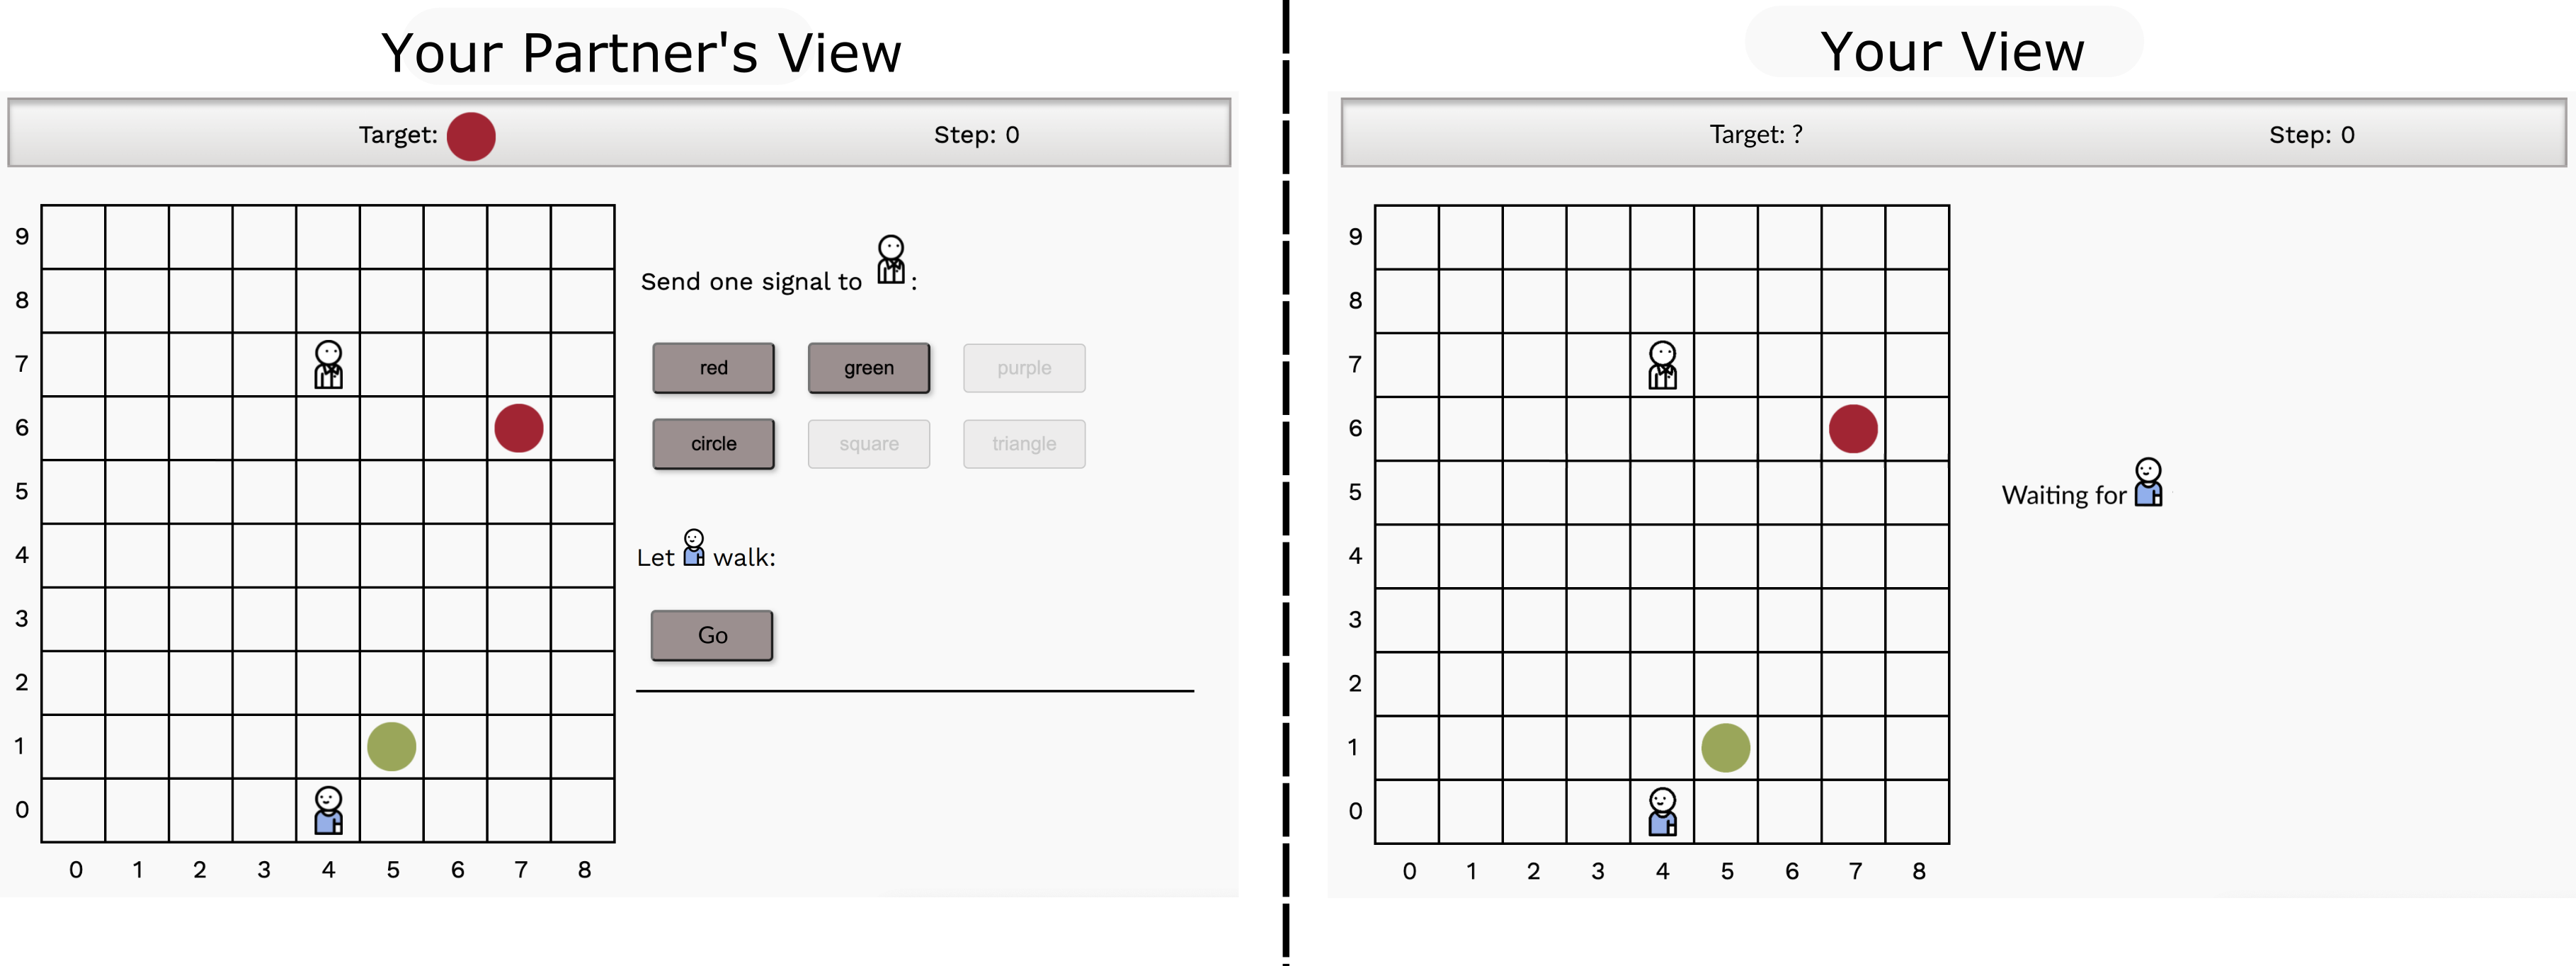 Your Partner's View
Target:
Step: 0
9
8
7
6
5
4
3
2
1
0
0 1 2 3 4 5 6 7 8
Send one signal to :
red green purple
circle square triangle
Let walk:
Go
Your View
Target: ?
Step: 0
9
8
7
6
5
4
3
2
1
0
0 1 2 3 4 5 6 7 8
Waiting for